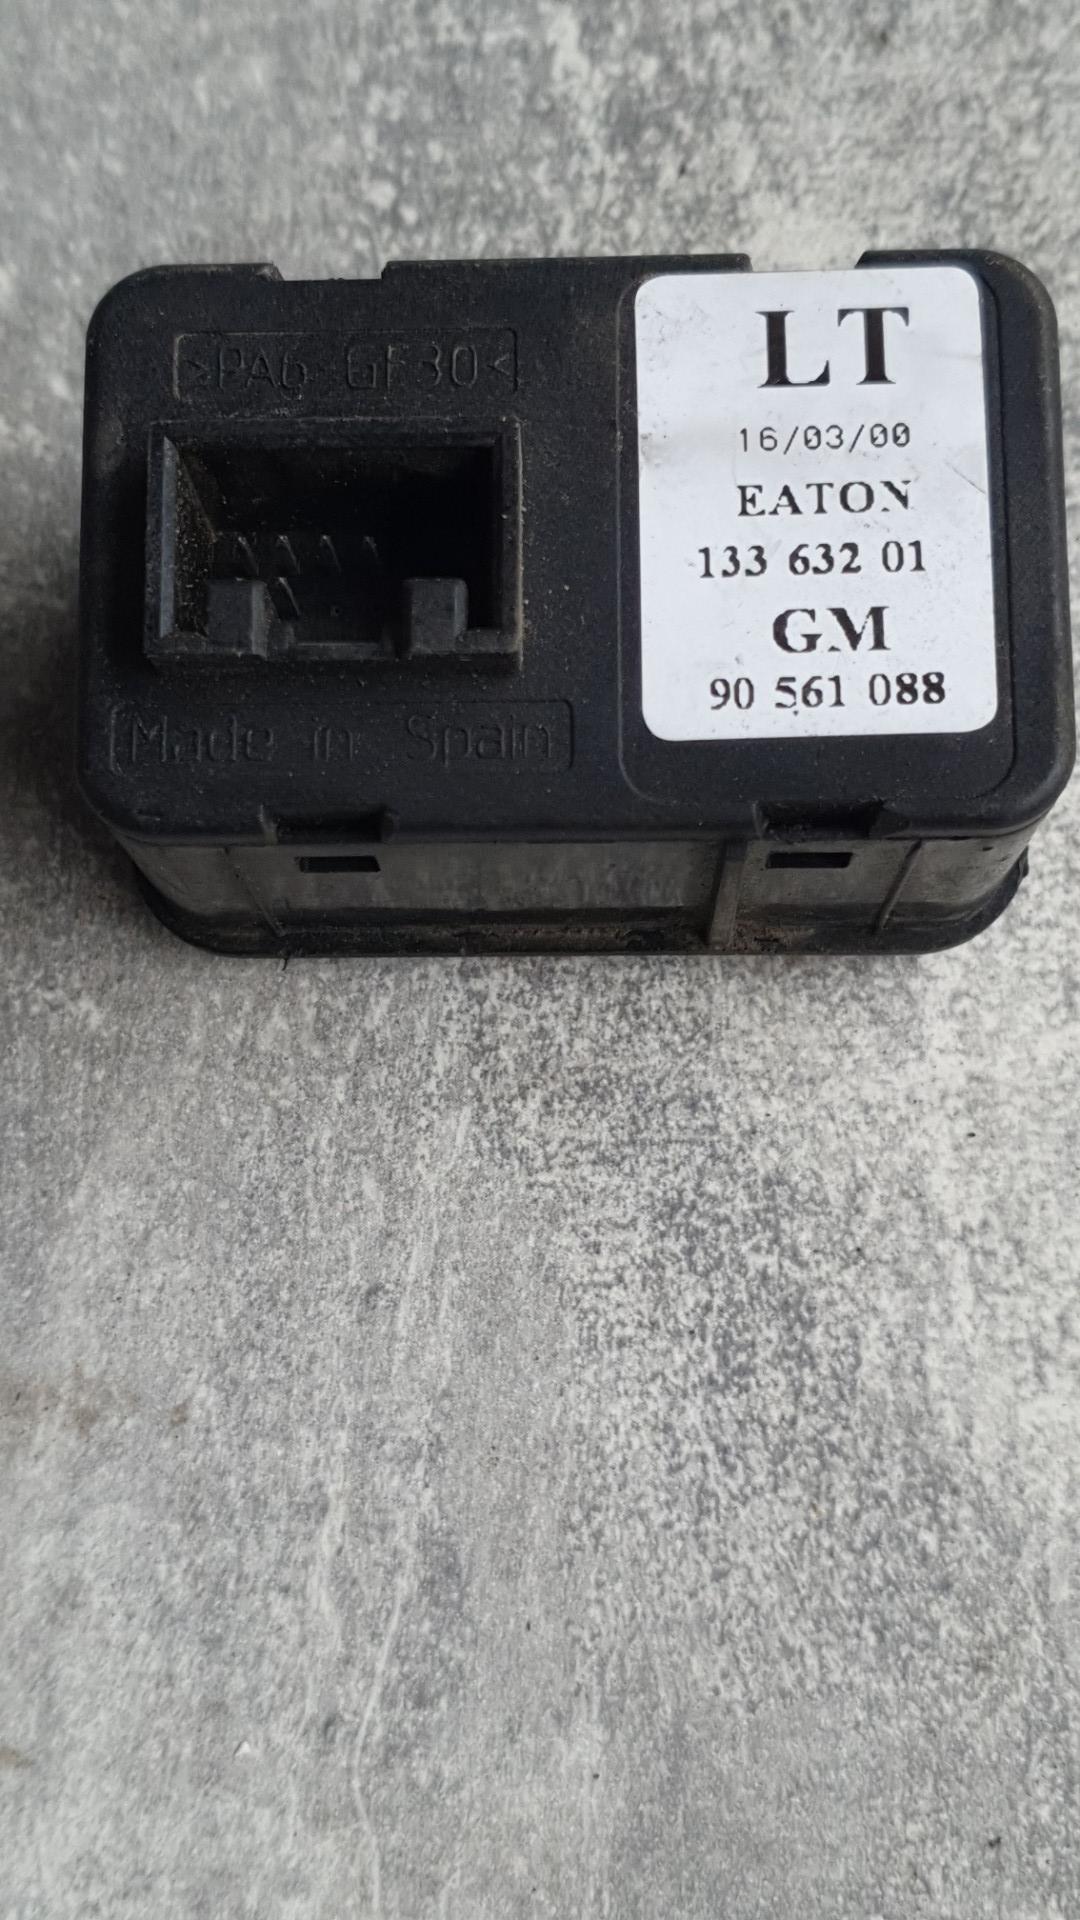 >PA6 GF30<
Made in Spain
LT
16/03/00
EATON
133 632 01
GM
90 561 088